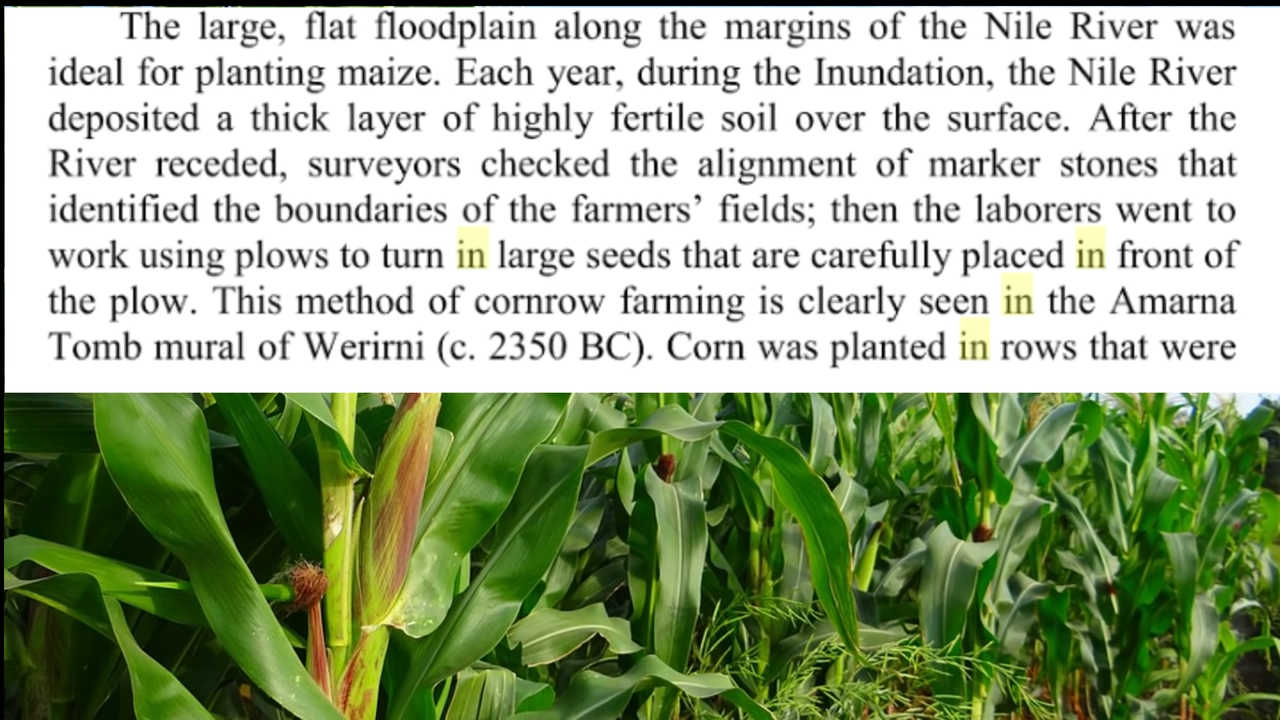 The large, flat floodplain along the margins of the Nile River was
ideal for planting maize. Each year, during the Inundation, the Nile River
deposited a thick layer of highly fertile soil over the surface. After the
River receded, surveyors checked the alignment of marker stones that
identified the boundaries of the farmers’ fields; then the laborers went to
work using plows to turn in large seeds that are carefully placed in front of
the plow. This method of cornrow farming is clearly seen in the Amarna
Tomb mural of Werirni (c. 2350 BC). Corn was planted in rows that were